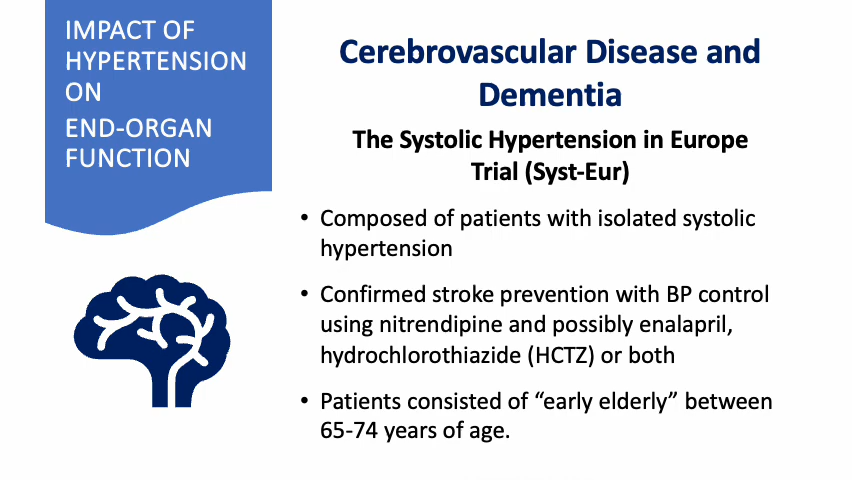 IMPACT OF
HYPERTENSION
ON
END-ORGAN
FUNCTION
Cerebrovascular Disease and
Dementia
The Systolic Hypertension in Europe
Trial (Syst-Eur)
• Composed of patients with isolated systolic
hypertension
• Confirmed stroke prevention with BP control
using nitrendipine and possibly enalapril,
hydrochlorothiazide (HCTZ) or both
• Patients consisted of “early elderly” between
65-74 years of age.